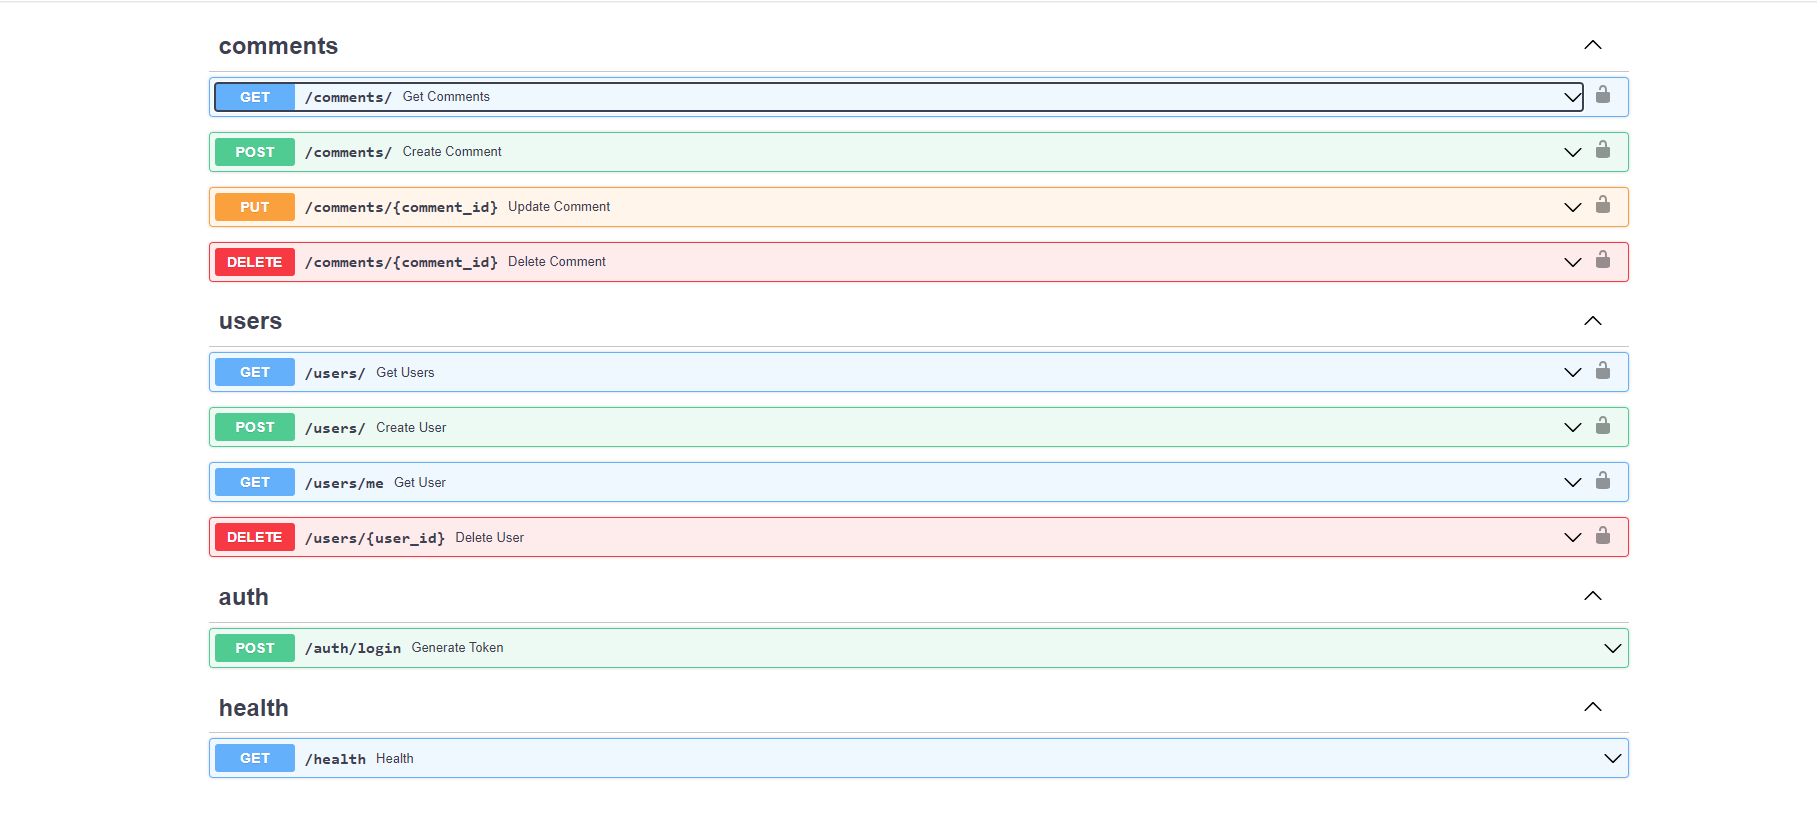 comments
GET /comments/ Get Comments
POST /comments/ Create Comment
PUT /comments/{comment_id} Update Comment
DELETE /comments/{comment_id} Delete Comment
users
GET /users/ Get Users
POST /users/ Create User
GET /users/me Get User
DELETE /users/{user_id} Delete User
auth
POST /auth/login Generate Token
health
GET /health Health